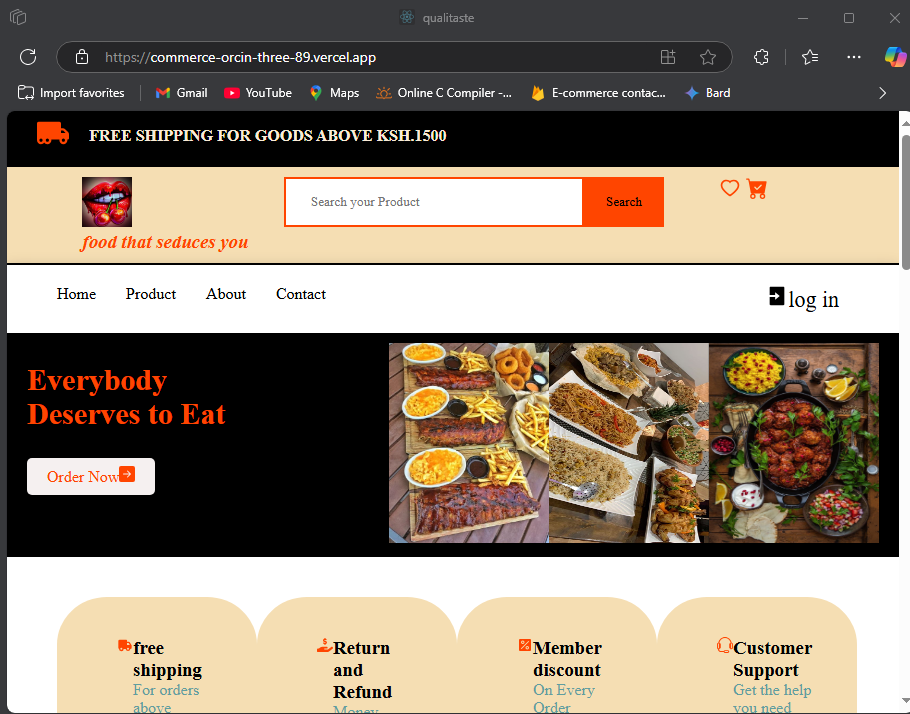 qualitaste
https://commerce-orcin-three-89.vercel.app
Import favorites
Gmail
YouTube
Maps
Online C Compiler -...
E-commerce contac...
Bard
FREE SHIPPING FOR GOODS ABOVE KSH.1500
food that seduces you
Search your Product
Search
Home
Product
About
Contact
log in
Everybody
Deserves to Eat
Order Now
free
shipping
For orders
above
Return
and
Refund
Money
Member
discount
On Every
Order
Customer
Support
Get the help
you need